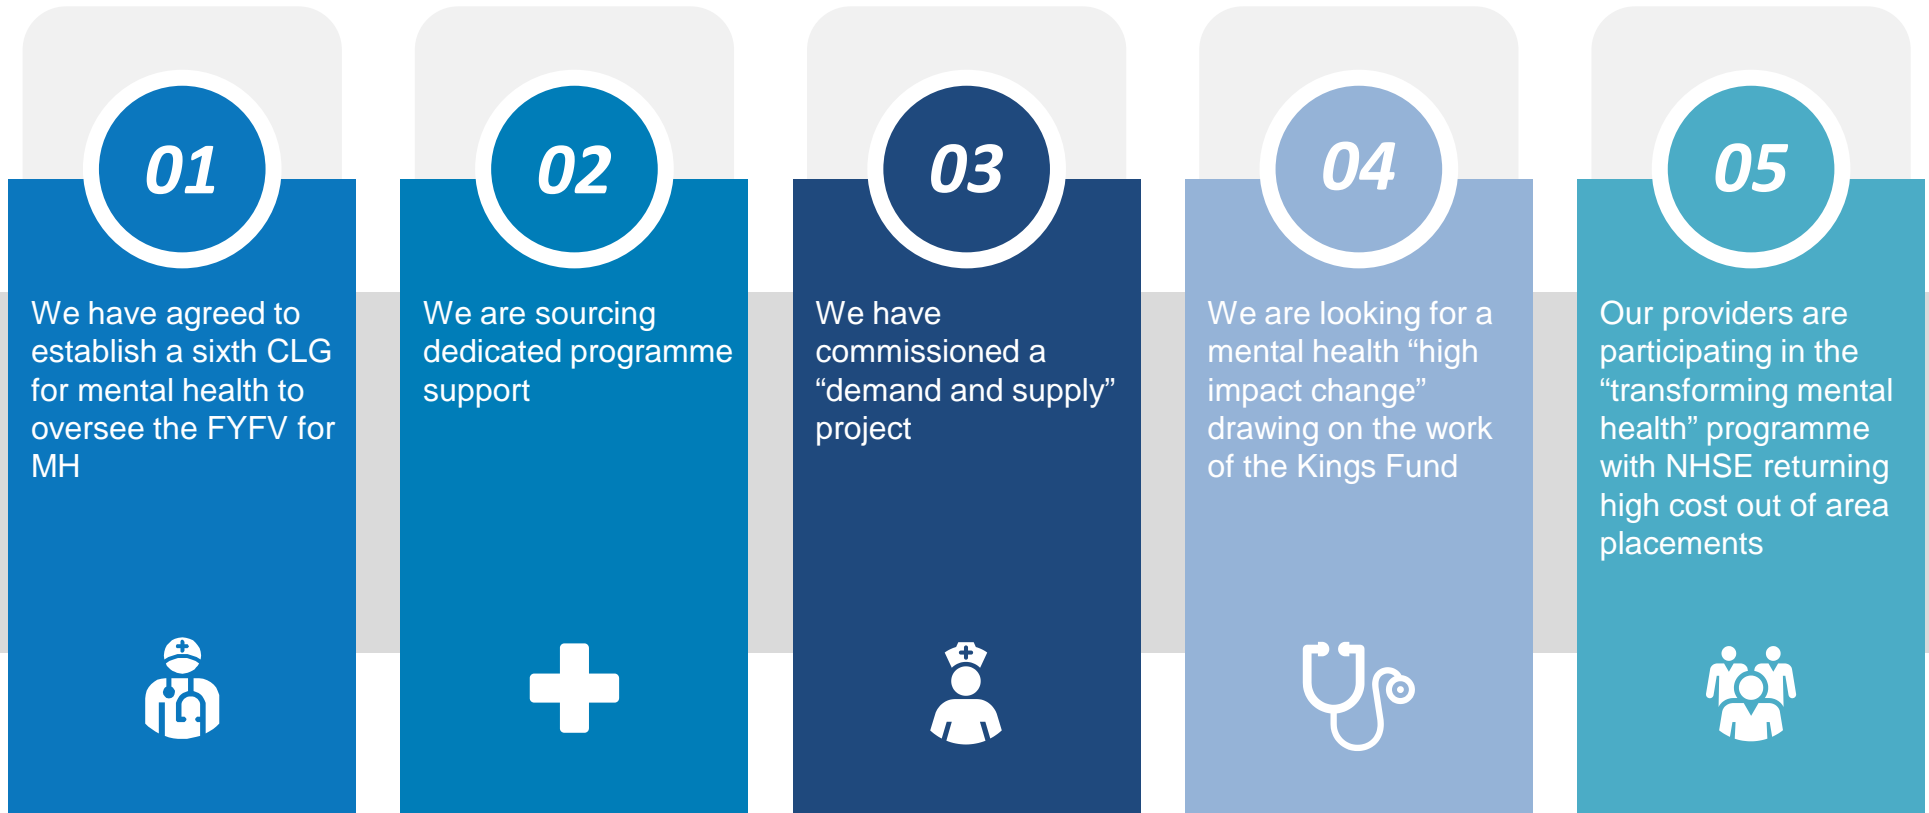 01
We have agreed to
establish a sixth CLG
for mental health to
oversee the FYFV for
MH
02
We are sourcing
dedicated programme
support
03
We have
commissioned a
“demand and supply”
project
04
We are looking for a
mental health “high
impact change”
drawing on the work
of the Kings Fund
05
Our providers are
participating in the
“transforming mental
health” programme
with NHSE returning
high cost out of area
placements